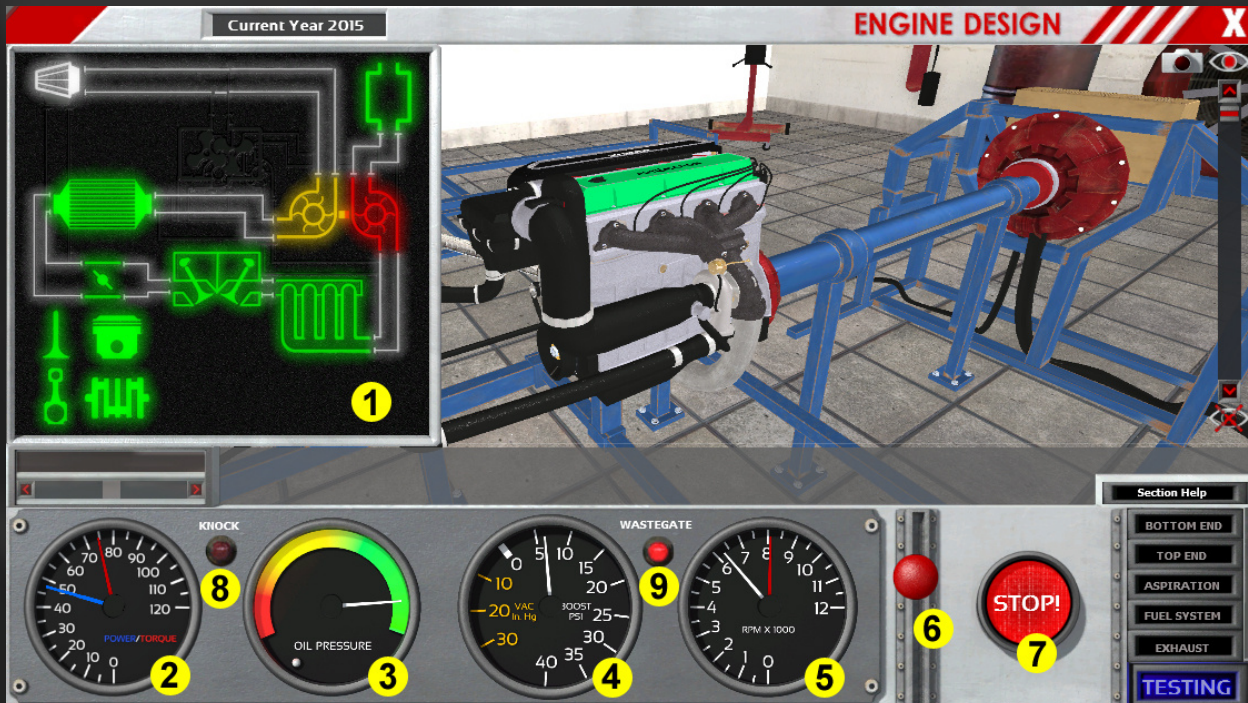 Current Year 2015
ENGINE DESIGN
X
1
Section Help
KNOCK
WASTEGATE
BOTTOM END
TOP END
ASPIRATION
FUEL SYSTEM
EXHAUST
TESTING
0
10
20
30
40
50
60
70
80
90
100
110
120
POWER/TORQUE
2
8
OIL PRESSURE
3
30
20
10
0
5
10
15
20
25
30
35
40
VAC
In. Hg
BOOST
PSI
4
9
0
1
2
3
4
5
6
7
8
9
10
11
12
RPM X 1000
5
6
STOP!
7